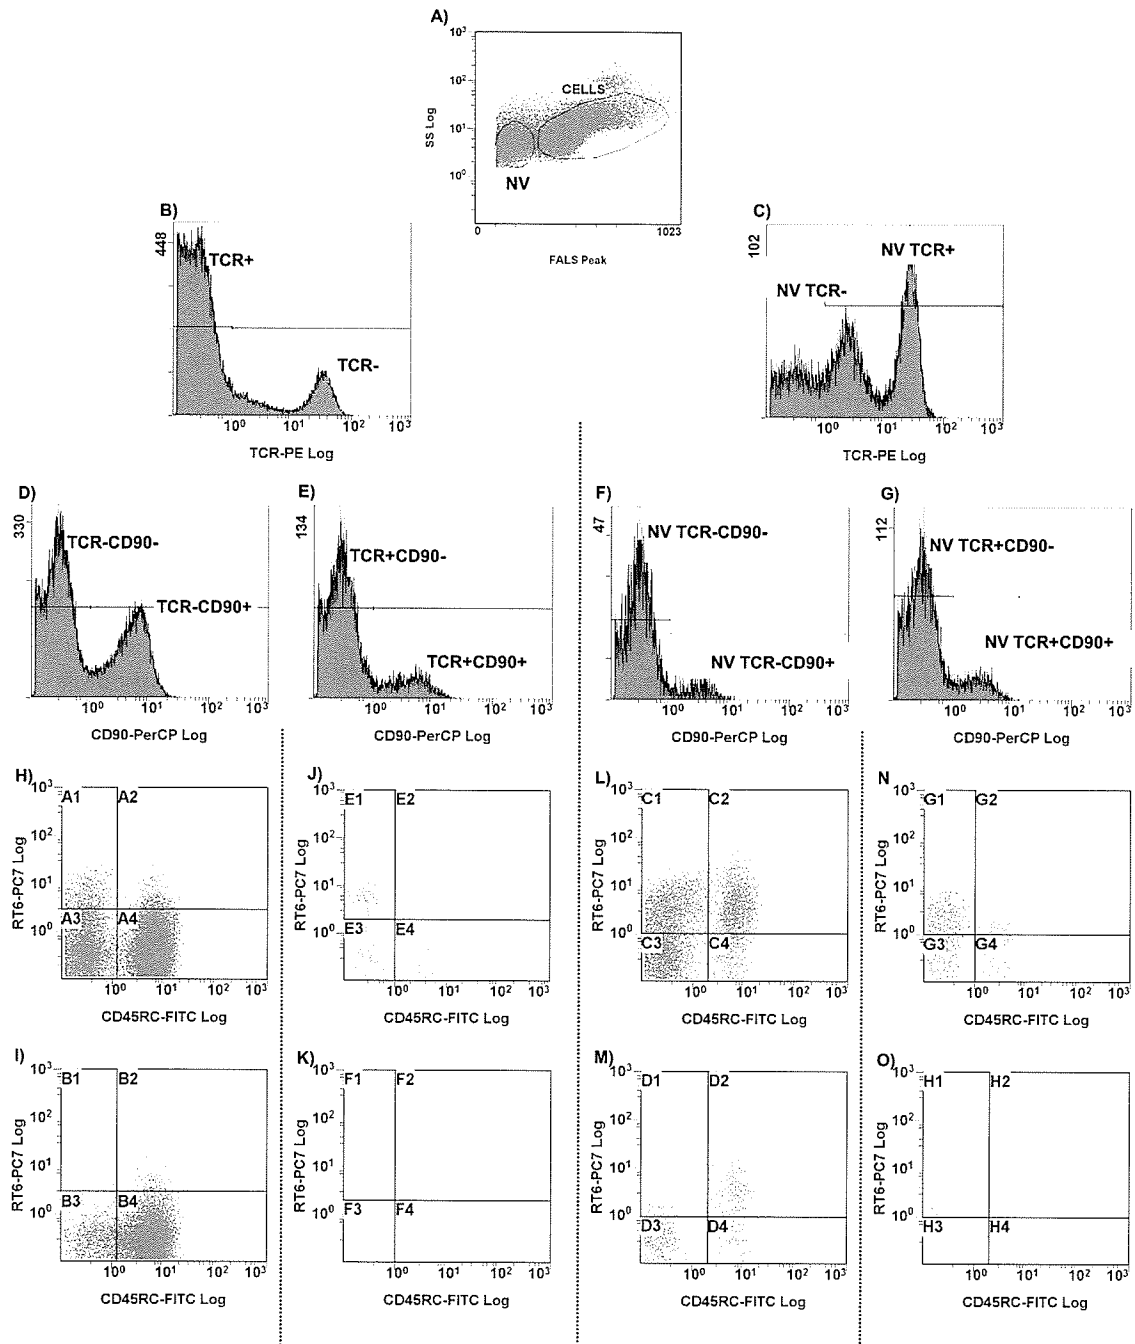 A)
10³
10²
10¹
10⁰
SS Log
CELLS
NV
0
1023
FALS Peak
B)
448
TCR+
TCR-
10⁰ 10¹ 10² 10³
TCR-PE Log
C)
102
NV TCR+
NV TCR-
10⁰ 10¹ 10² 10³
TCR-PE Log
D)
330
TCR-CD90-
TCR-CD90+
10⁰ 10¹ 10² 10³
CD90-PerCP Log
E)
134
TCR+CD90-
TCR+CD90+
10⁰ 10¹ 10² 10³
CD90-PerCP Log
F)
47
NV TCR-CD90-
NV TCR-CD90+
10⁰ 10¹ 10² 10³
CD90-PerCP Log
G)
112
NV TCR+CD90-
NV TCR+CD90+
10⁰ 10¹ 10² 10³
CD90-PerCP Log
H)
10³
10²
10¹
10⁰
RT6-PC7 Log
A1 A2
A3 A4
10⁰ 10¹ 10² 10³
CD45RC-FITC Log
J)
10³
10²
10¹
10⁰
RT6-PC7 Log
E1 E2
E3 E4
10⁰ 10¹ 10² 10³
CD45RC-FITC Log
L)
10³
10²
10¹
10⁰
RT6-PC7 Log
C1 C2
C3 C4
10⁰ 10¹ 10² 10³
CD45RC-FITC Log
N
10³
10²
10¹
10⁰
RT6-PC7 Log
G1 G2
G3 G4
10⁰ 10¹ 10² 10³
CD45RC-FITC Log
I)
10³
10²
10¹
10⁰
RT6-PC7 Log
B1 B2
B3 B4
10⁰ 10¹ 10² 10³
CD45RC-FITC Log
K)
10³
10²
10¹
10⁰
RT6-PC7 Log
F1 F2
F3 F4
10⁰ 10¹ 10² 10³
CD45RC-FITC Log
M)
10³
10²
10¹
10⁰
RT6-PC7 Log
D1 D2
D3 D4
10⁰ 10¹ 10² 10³
CD45RC-FITC Log
O)
10³
10²
10¹
10⁰
RT6-PC7 Log
H1 H2
H3 H4
10⁰ 10¹ 10² 10³
CD45RC-FITC Log